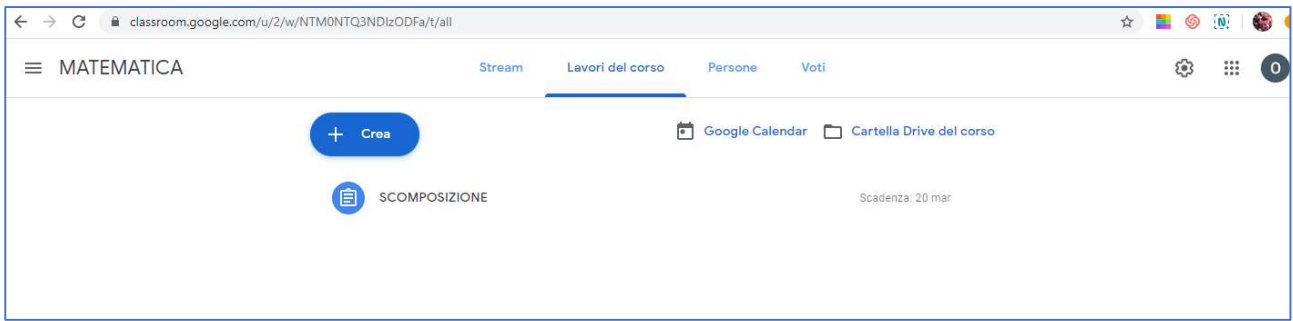 classroom.google.com/u/2/w/NTM0NTQ3NDIzODFa/t/all
MATEMATICA Stream Lavori del corso Persone Voti O
+ Crea Google Calendar Cartella Drive del corso
SCOMPOSIZIONE Scadenza: 20 mar